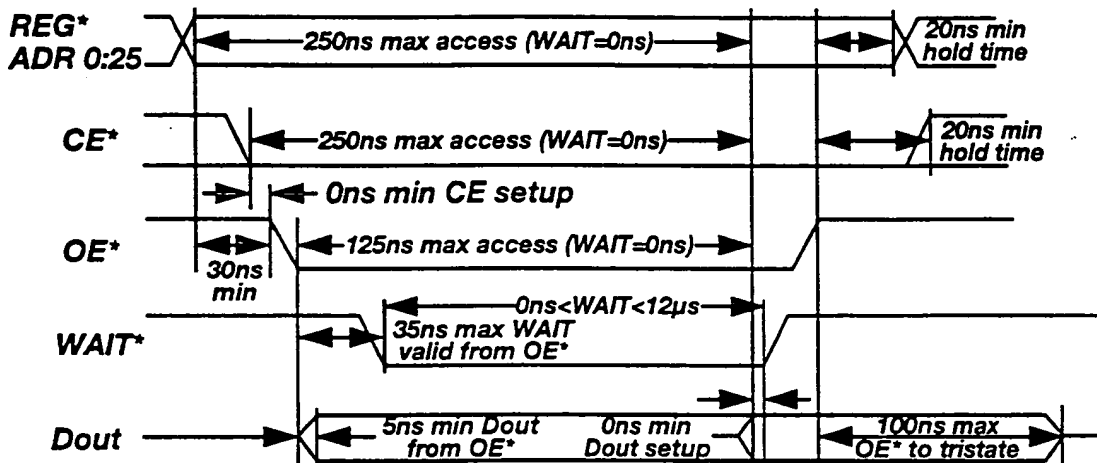 REG*
ADR 0:25
250ns max access (WAIT=0ns)
20ns min
hold time
CE*
250ns max access (WAIT=0ns)
20ns min
hold time
0ns min CE setup
OE*
125ns max access (WAIT=0ns)
30ns
min
0ns<WAIT<12µs
WAIT*
35ns max WAIT
valid from OE*
Dout
5ns min Dout
from OE*
0ns min
Dout setup
100ns max
OE* to tristate